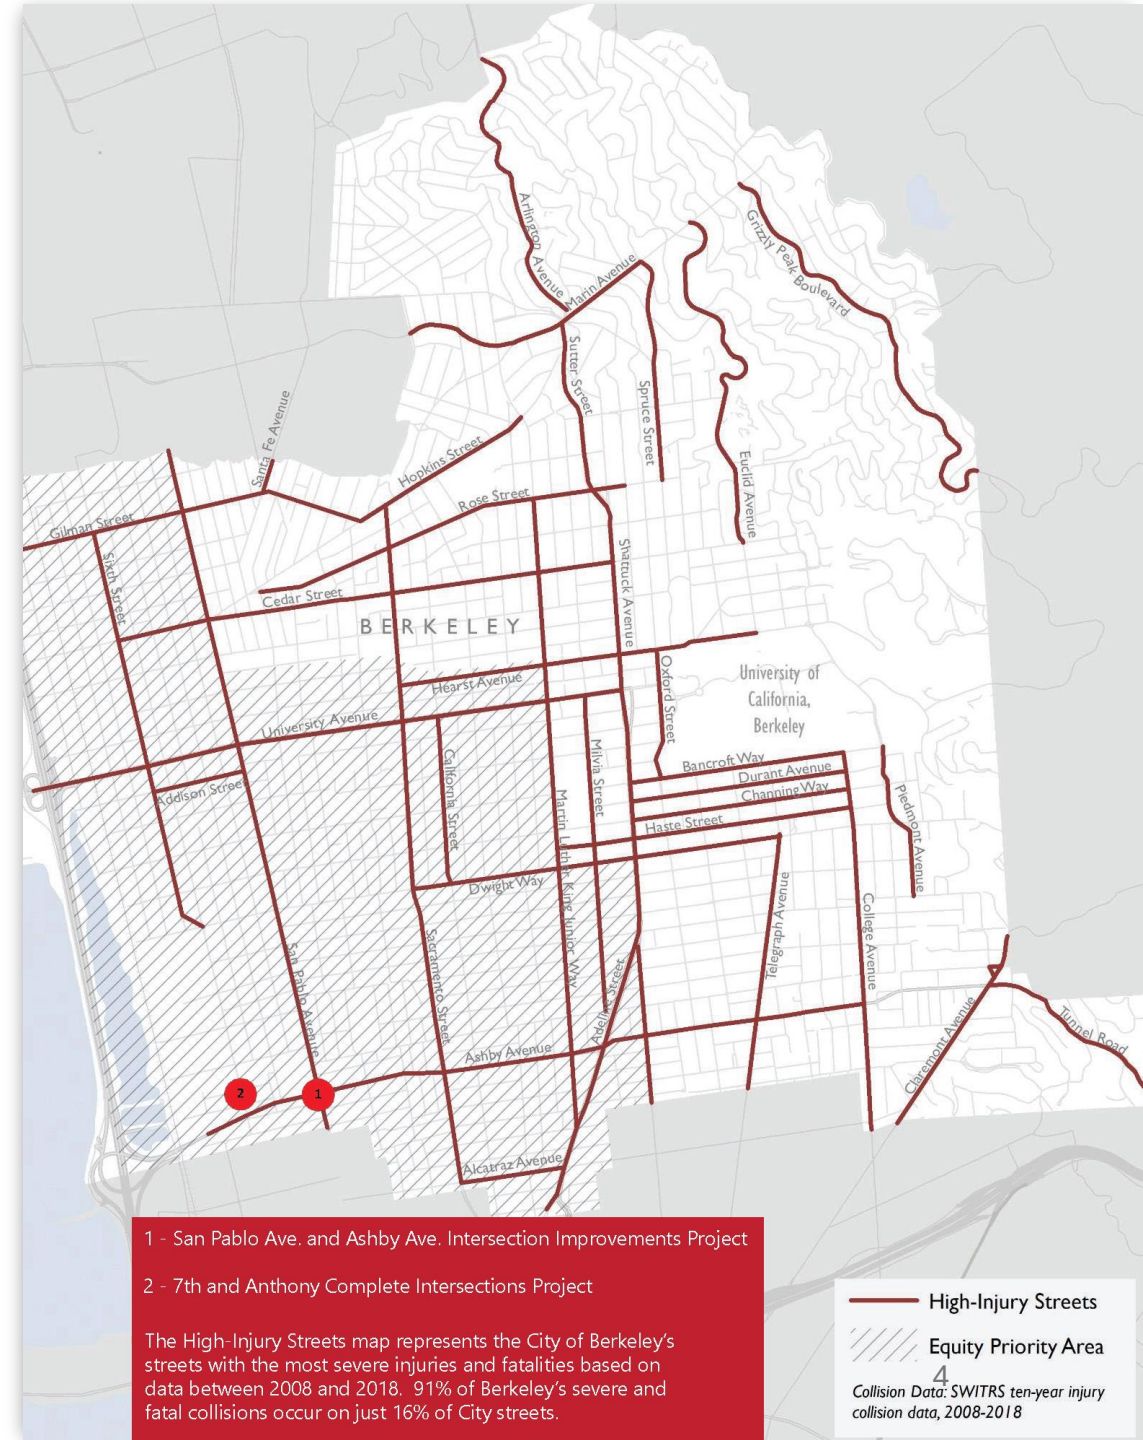 Arlington Avenue
Grizzly Peak Boulevard
Marin Avenue
Sutter Street
Spruce Street
Santa Fe Avenue
Hopkins Street
Euclid Avenue
Rose Street
Gilman Street
Sixth Street
Shattuck Avenue
Cedar Street
BERKELEY
Hearst Avenue
Oxford Street
University of
California,
Berkeley
University Avenue
California Street
Milvia Street
Bancroft Way
Durant Avenue
Channing Way
Addison Street
Haste Street
Piedmont Avenue
Martin Luther King Junior Way
Dwight Way
Telegraph Avenue
College Avenue
San Pablo Avenue
Sacramento Street
Adeline Street
Ashby Avenue
Claremont Avenue
Tunnel Road
2
1
Alcatraz Avenue
1 - San Pablo Ave. and Ashby Ave. Intersection Improvements Project
2 - 7th and Anthony Complete Intersections Project
The High-Injury Streets map represents the City of Berkeley's
streets with the most severe injuries and fatalities based on
data between 2008 and 2018.  91% of Berkeley's severe and
fatal collisions occur on just 16% of City streets.
High-Injury Streets
Equity Priority Area
4
Collision Data: SWITRS ten-year injury
collision data, 2008-2018